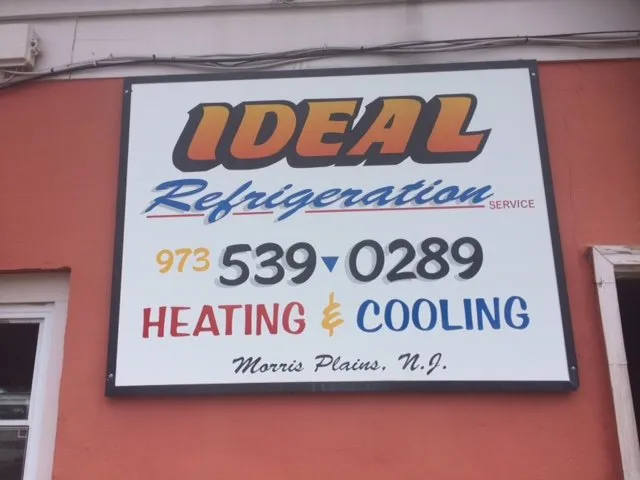 IDEAL
Refrigeration SERVICE
973 539-0289
HEATING & COOLING
Morris Plains, N.J.